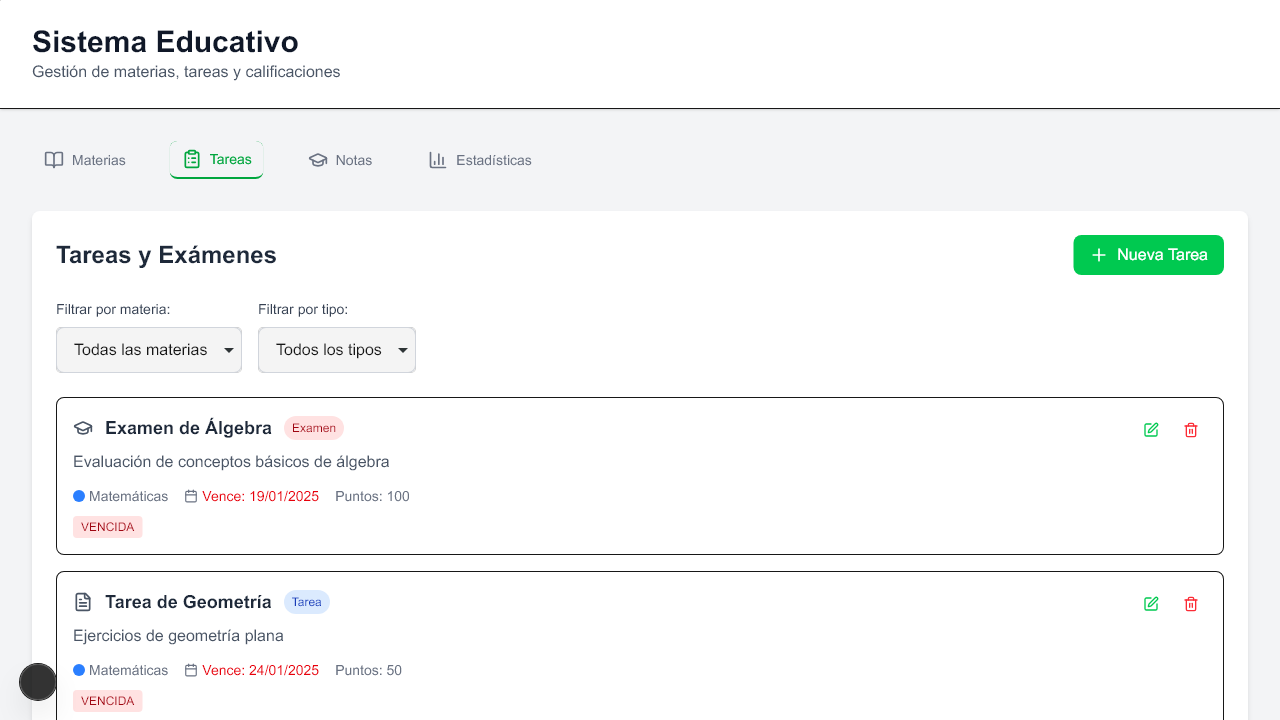 Sistema Educativo
Gestión de materias, tareas y calificaciones
Materias Tareas Notas Estadísticas
Tareas y Exámenes + Nueva Tarea
Filtrar por materia: Filtrar por tipo:
Todas las materias Todos los tipos
Examen de Álgebra Examen
Evaluación de conceptos básicos de álgebra
Matemáticas Vence: 19/01/2025 Puntos: 100
VENCIDA
Tarea de Geometría Tarea
Ejercicios de geometría plana
Matemáticas Vence: 24/01/2025 Puntos: 50
VENCIDA